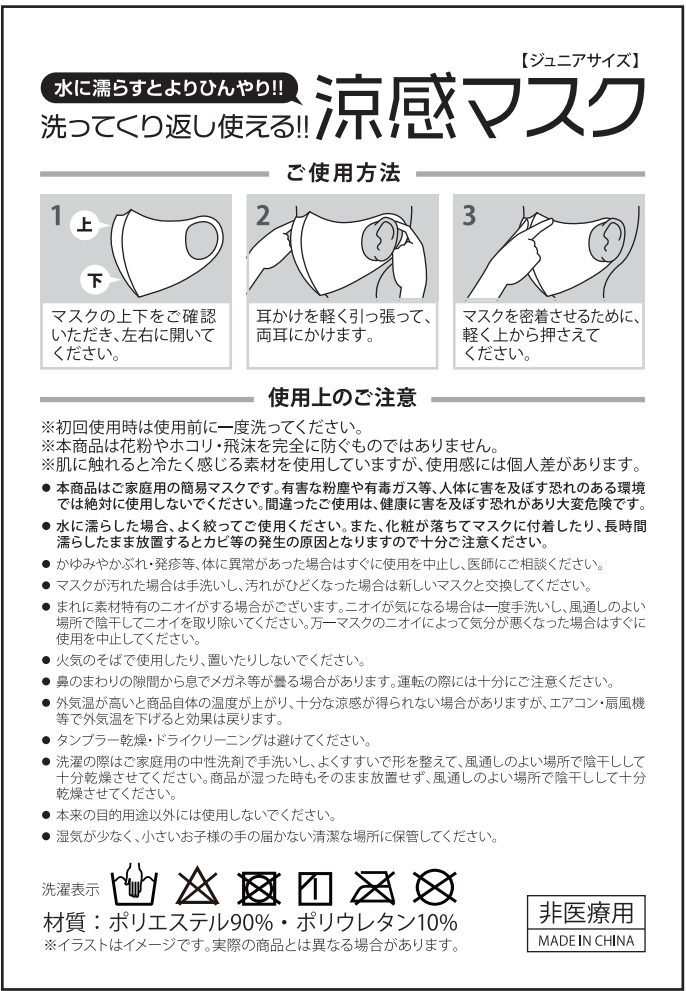 【ジュニアサイズ】
水に濡らすとよりひんやり!!
洗ってくり返し使える!!
涼感マスク
ご使用方法
1
上
下
マスクの上下をご確認
いただき、左右に開いて
ください。
2
耳かけを軽く引っ張って、
両耳にかけます。
3
マスクを密着させるために、
軽く上から押さえて
ください。
使用上のご注意
※初回使用時は使用前に一度洗ってください。
※本商品は花粉やホコリ・飛沫を完全に防ぐものではありません。
※肌に触れると冷たく感じる素材を使用していますが、使用感には個人差があります。
● 本商品はご家庭用の簡易マスクです。有害な粉塵や有毒ガス等、人体に害を及ぼす恐れのある環境
では絶対に使用しないでください。間違ったご使用は、健康に害を及ぼす恐れがあり大変危険です。
● 水に濡らした場合、よく絞ってご使用ください。また、化粧が落ちてマスクに付着したり、長時間
濡らしたまま放置するとカビ等の発生の原因となりますので十分ご注意ください。
● かゆみやかぶれ・発疹等、体に異常があった場合はすぐに使用を中止し、医師にご相談ください。
● マスクが汚れた場合は手洗いし、汚れがひどくなった場合は新しいマスクと交換してください。
● まれに素材特有のニオイがする場合がございます。ニオイが気になる場合は一度手洗いし、風通しのよい
場所で陰干してニオイを取り除いてください。万一マスクのニオイによって気分が悪くなった場合はすぐに
使用を中止してください。
● 火気のそばで使用したり、置いたりしないでください。
● 鼻のまわりの隙間から息でメガネ等が曇る場合があります。運転の際には十分にご注意ください。
● 外気温が高いと商品自体の温度が上がり、十分な涼感が得られない場合がありますが、エアコン・扇風機
等で外気温を下げると効果は戻ります。
● タンブラー乾燥・ドライクリーニングは避けてください。
● 洗濯の際はご家庭用の中性洗剤で手洗いし、よくすすいで形を整えて、風通しのよい場所で陰干しして
十分乾燥させてください。商品が湿った時もそのまま放置せず、風通しのよい場所で陰干しして十分
乾燥させてください。
● 本来の目的用途以外には使用しないでください。
● 湿気が少なく、小さいお子様の手の届かない清潔な場所に保管してください。
洗濯表示
材質：ポリエステル90%・ポリウレタン10%
※イラストはイメージです。実際の商品とは異なる場合があります。
非医療用
MADE IN CHINA